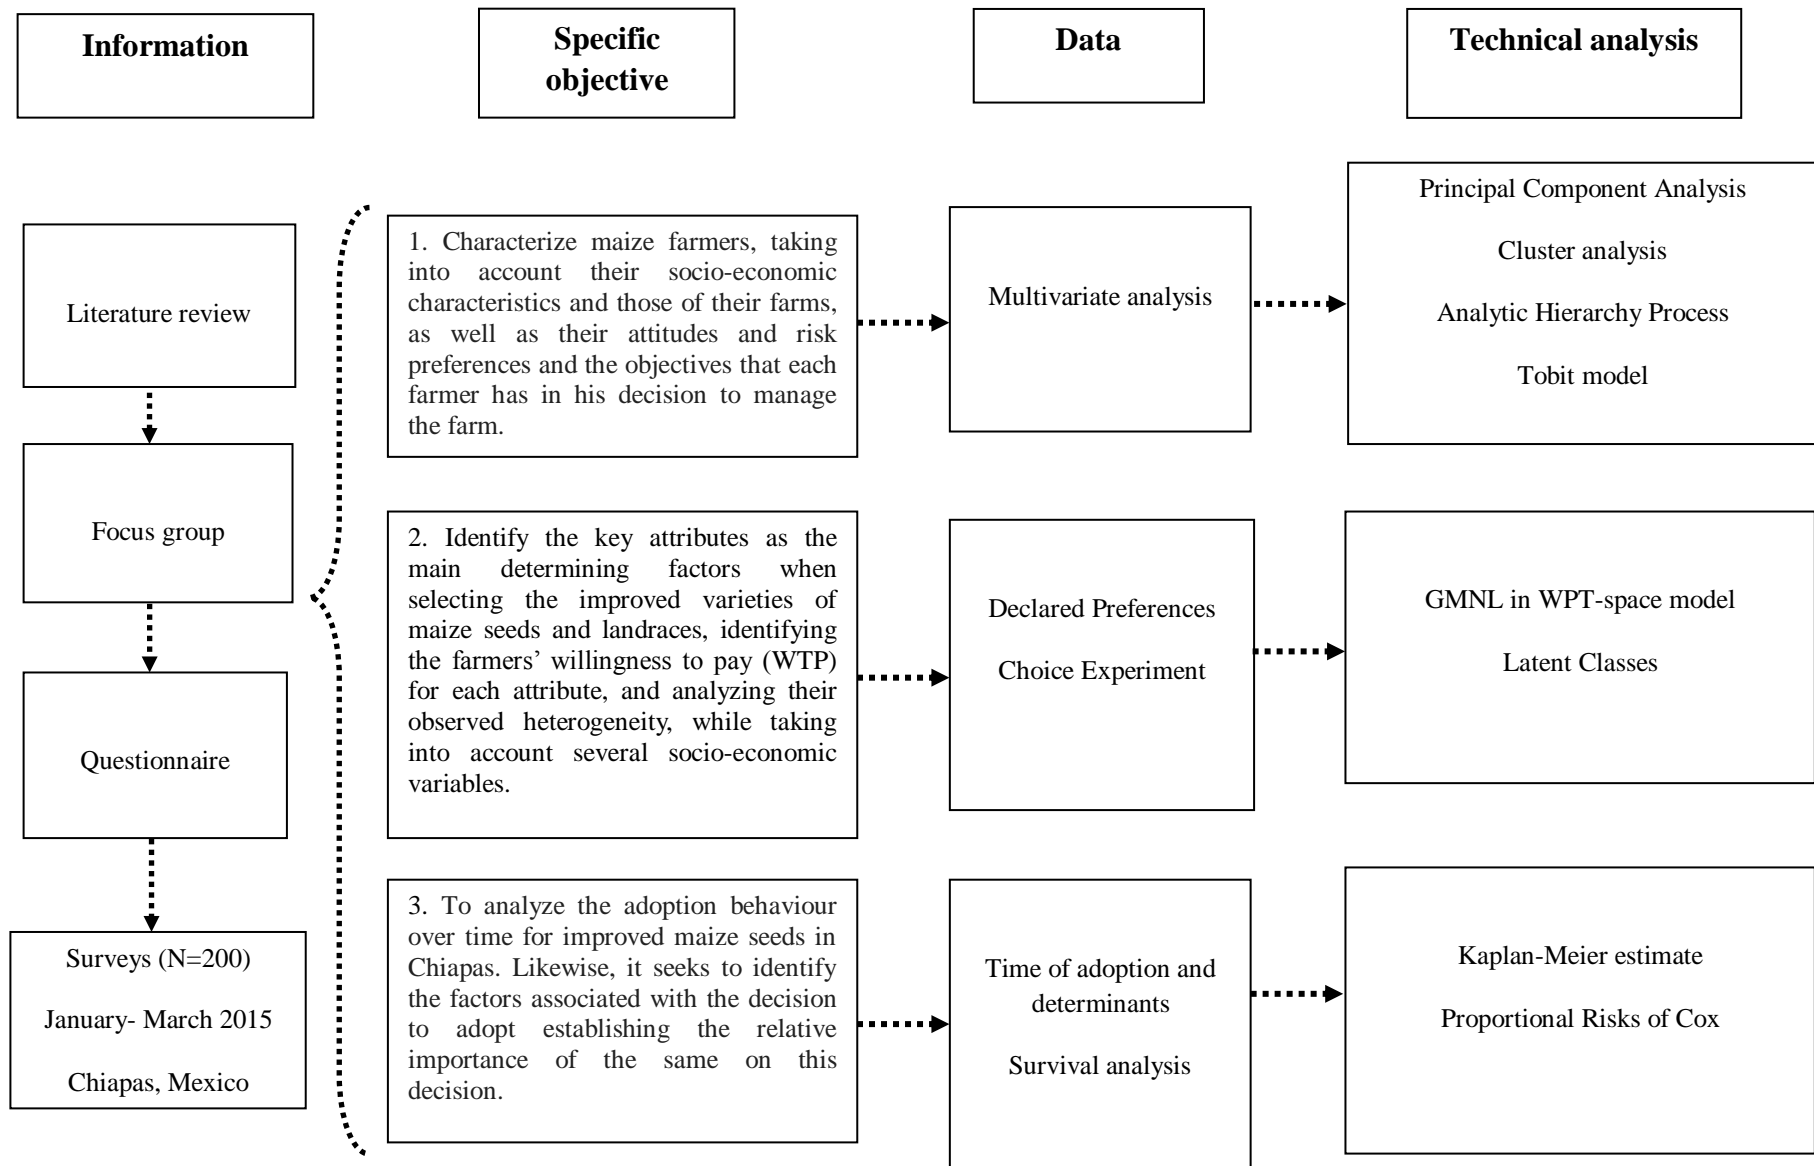 Information
Specific
objective
Data
Technical analysis
Literature review
Focus group
Questionnaire
Surveys (N=200)
January- March 2015
Chiapas, Mexico
1. Characterize maize farmers, taking
into account their socio-economic
characteristics and those of their farms,
as well as their attitudes and risk
preferences and the objectives that each
farmer has in his decision to manage
the farm.
Multivariate analysis
Principal Component Analysis
Cluster analysis
Analytic Hierarchy Process
Tobit model
2. Identify the key attributes as the
main determining factors when
selecting the improved varieties of
maize seeds and landraces, identifying
the farmers’ willingness to pay (WTP)
for each attribute, and analyzing their
observed heterogeneity, while taking
into account several socio-economic
variables.
Declared Preferences
Choice Experiment
GMNL in WPT-space model
Latent Classes
3. To analyze the adoption behaviour
over time for improved maize seeds in
Chiapas. Likewise, it seeks to identify
the factors associated with the decision
to adopt establishing the relative
importance of the same on this
decision.
Time of adoption and
determinants
Survival analysis
Kaplan-Meier estimate
Proportional Risks of Cox